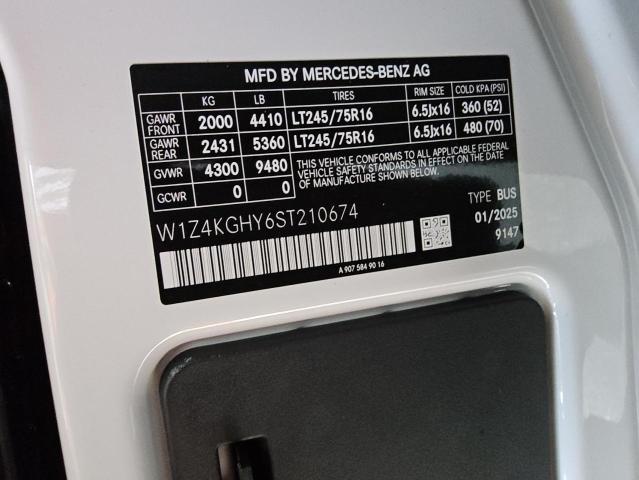 MFD BY MERCEDES-BENZ AG
KG LB TIRES RIM SIZE COLD KPA (PSI)
GAWR FRONT 2000 4410 LT245/75R16 6.5Jx16 360 (52)
GAWR REAR 2431 5360 LT245/75R16 6.5Jx16 480 (70)
GVWR 4300 9480 THIS VEHICLE CONFORMS TO ALL APPLICABLE FEDERAL
VEHICLE SAFETY STANDARDS IN EFFECT ON THE DATE OF
MANUFACTURE SHOWN ABOVE.
GCWR 0 0
TYPE BUS
W1Z4KGHY6ST210674
01/2025
9147
A 907 584 90 16